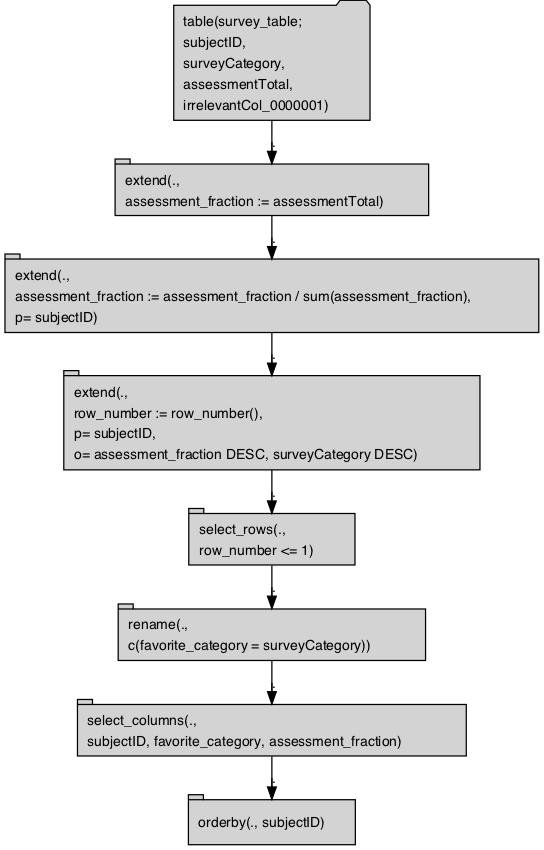 table(survey_table;
subjectID,
surveyCategory,
assessmentTotal,
irrelevantCol_0000001)
.
extend(.,
assessment_fraction := assessmentTotal)
.
extend(.,
assessment_fraction := assessment_fraction / sum(assessment_fraction),
p= subjectID)
.
extend(.,
row_number := row_number(),
p= subjectID,
o= assessment_fraction DESC, surveyCategory DESC)
.
select_rows(.,
row_number <= 1)
.
rename(.,
c(favorite_category = surveyCategory))
.
select_columns(.,
subjectID, favorite_category, assessment_fraction)
.
orderby(., subjectID)